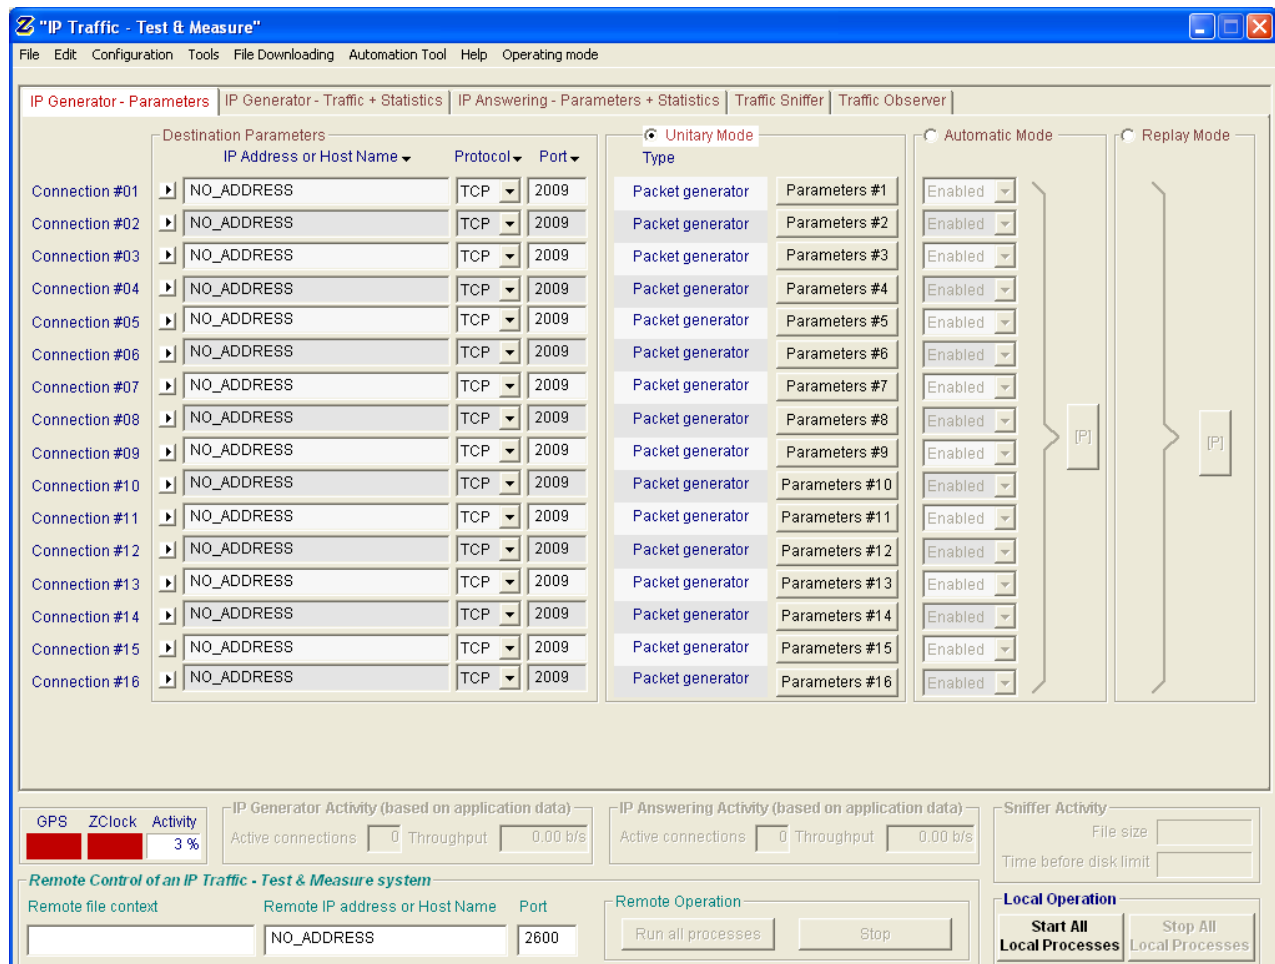 Z "IP Traffic - Test & Measure"
File Edit Configuration Tools File Downloading Automation Tool Help Operating mode
IP Generator - Parameters IP Generator - Traffic + Statistics IP Answering - Parameters + Statistics Traffic Sniffer Traffic Observer
Destination Parameters Unitary Mode Automatic Mode Replay Mode
IP Address or Host Name Protocol Port Type
Connection #01 NO_ADDRESS TCP 2009 Packet generator Parameters #1 Enabled
Connection #02 NO_ADDRESS TCP 2009 Packet generator Parameters #2 Enabled
Connection #03 NO_ADDRESS TCP 2009 Packet generator Parameters #3 Enabled
Connection #04 NO_ADDRESS TCP 2009 Packet generator Parameters #4 Enabled
Connection #05 NO_ADDRESS TCP 2009 Packet generator Parameters #5 Enabled
Connection #06 NO_ADDRESS TCP 2009 Packet generator Parameters #6 Enabled
Connection #07 NO_ADDRESS TCP 2009 Packet generator Parameters #7 Enabled
Connection #08 NO_ADDRESS TCP 2009 Packet generator Parameters #8 Enabled
Connection #09 NO_ADDRESS TCP 2009 Packet generator Parameters #9 Enabled [P] [P]
Connection #10 NO_ADDRESS TCP 2009 Packet generator Parameters #10 Enabled
Connection #11 NO_ADDRESS TCP 2009 Packet generator Parameters #11 Enabled
Connection #12 NO_ADDRESS TCP 2009 Packet generator Parameters #12 Enabled
Connection #13 NO_ADDRESS TCP 2009 Packet generator Parameters #13 Enabled
Connection #14 NO_ADDRESS TCP 2009 Packet generator Parameters #14 Enabled
Connection #15 NO_ADDRESS TCP 2009 Packet generator Parameters #15 Enabled
Connection #16 NO_ADDRESS TCP 2009 Packet generator Parameters #16 Enabled
GPS ZClock Activity
3 %
IP Generator Activity (based on application data)
Active connections 0 Throughput 0.00 b/s
IP Answering Activity (based on application data)
Active connections 0 Throughput 0.00 b/s
Sniffer Activity
File size
Time before disk limit
Remote Control of an IP Traffic - Test & Measure system
Remote file context Remote IP address or Host Name Port
NO_ADDRESS 2600
Remote Operation
Run all processes Stop
Local Operation
Start All Local Processes
Stop All Local Processes